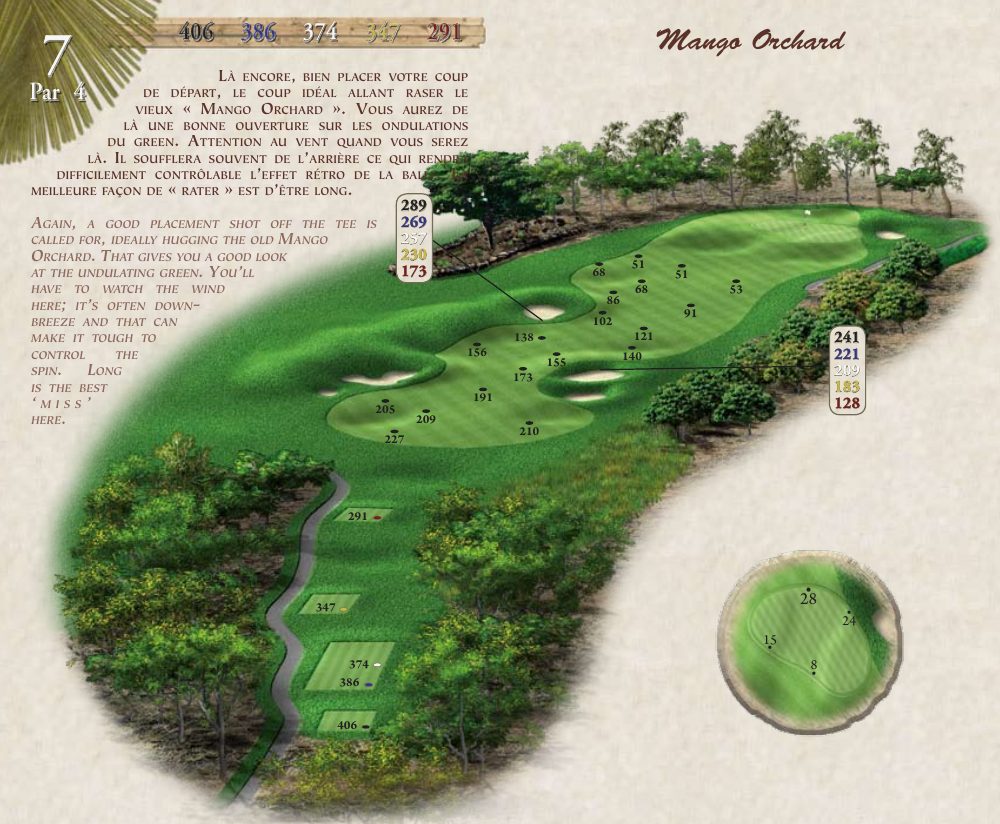 7
Par 4
406 386 374 347 291
Mango Orchard
Là encore, bien placer votre coup
de départ, le coup idéal allant raser le
vieux « Mango Orchard ». Vous aurez de
là une bonne ouverture sur les ondulations
du green. Attention au vent quand vous serez
là. Il soufflera souvent de l'arrière ce qui rendra
difficilement contrôlable l'effet rétro de la
meilleure façon de « rater » est d'être long.
Again, a good placement shot off the tee is
called for, ideally hugging the old Mango
Orchard. That gives you a good look
at the undulating green. You'll
have to watch the wind
here; it's often down-
breeze and that can
make it tough to
control the
spin. Long
is the best
'miss'
here.
289
269
257
230
173
68
51
51
86
68
53
102
91
138
121
156
155
140
173
191
205
209
227
210
241
221
209
183
128
291
347
374
386
406
28
24
15
8